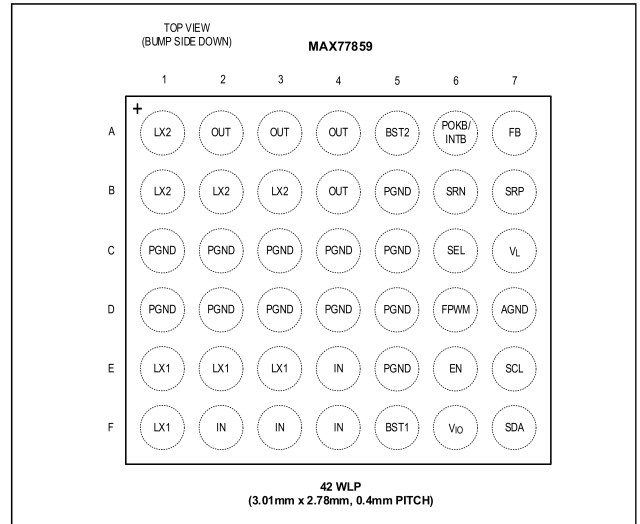 TOP VIEW
(BUMP SIDE DOWN)
MAX77859
1 2 3 4 5 6 7
+
A LX2 OUT OUT OUT BST2 POKB/INTB FB
B LX2 LX2 LX2 OUT PGND SRN SRP
C PGND PGND PGND PGND PGND SEL VL
D PGND PGND PGND PGND PGND FPWM AGND
E LX1 LX1 LX1 IN PGND EN SCL
F LX1 IN IN IN BST1 VIO SDA
42 WLP
(3.01mm x 2.78mm, 0.4mm PITCH)